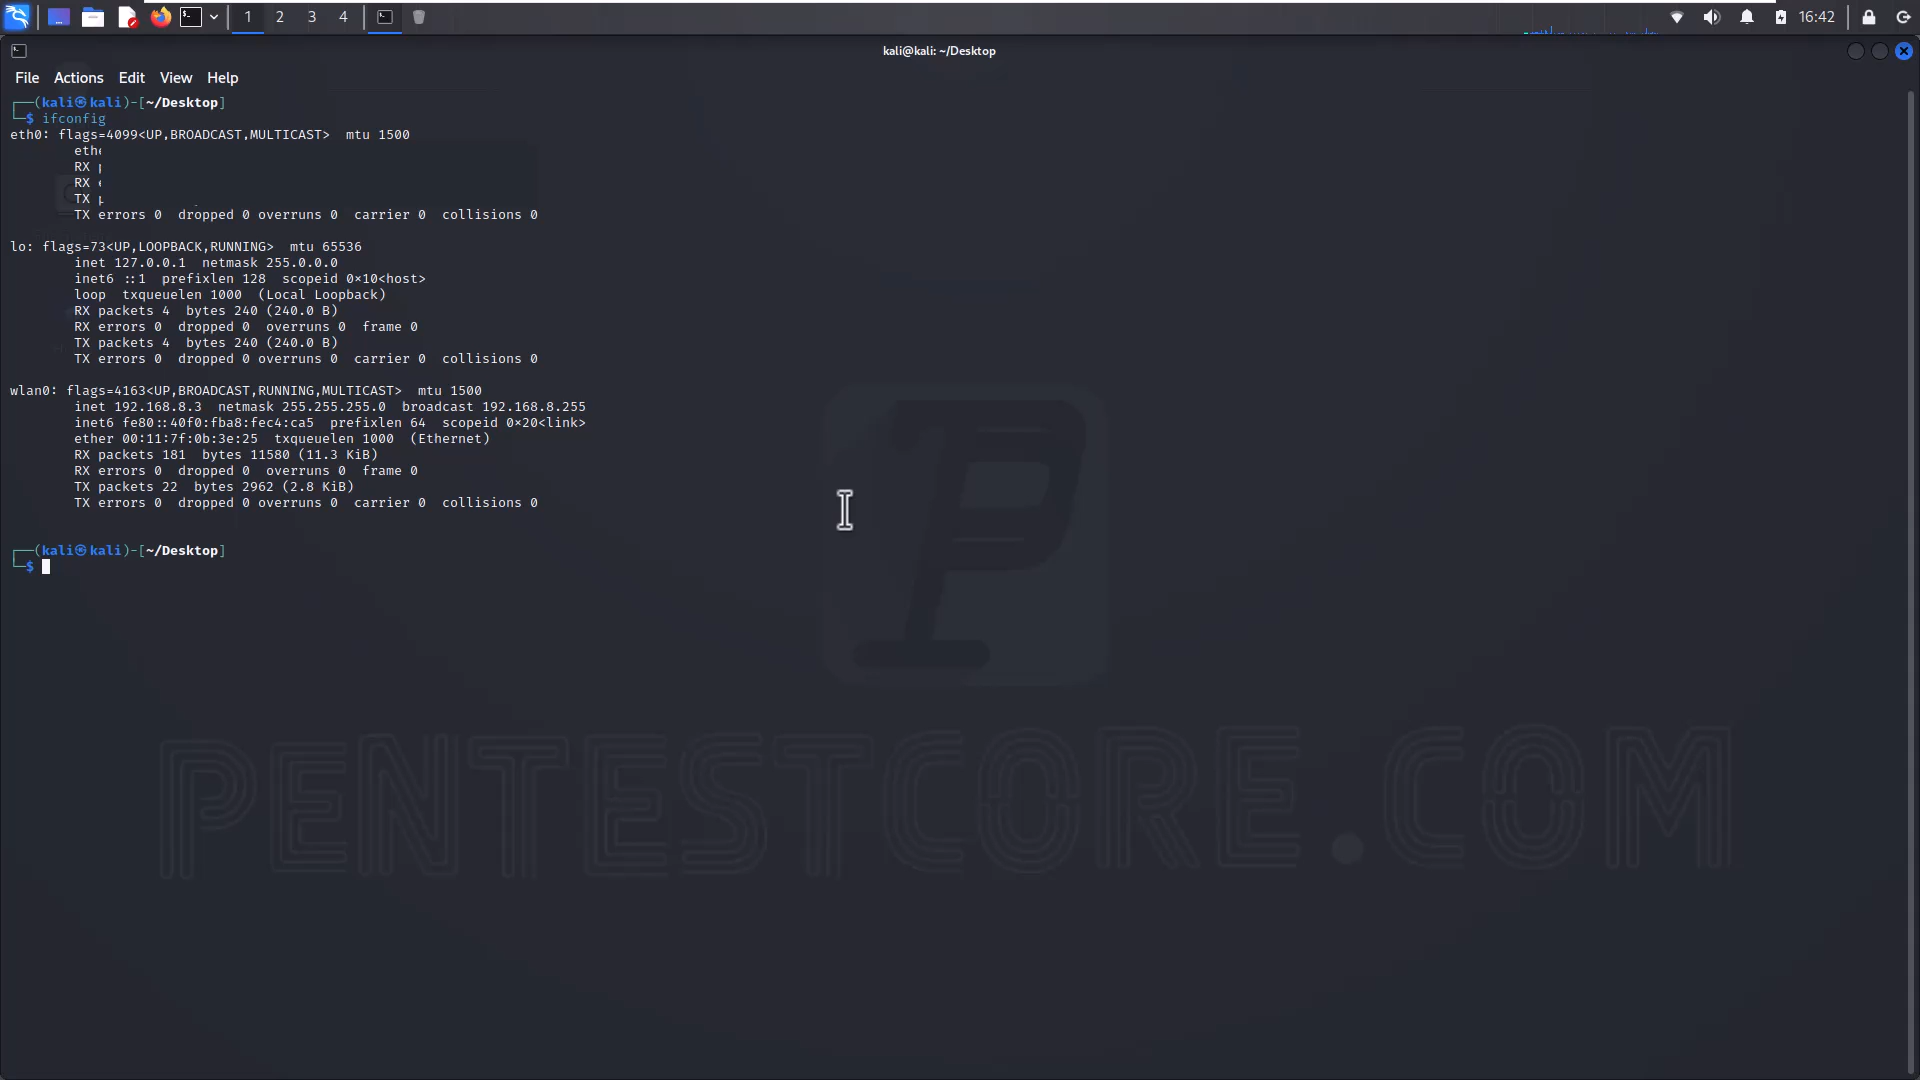 1 2 3 4 16:42
kali@kali: ~/Desktop
File Actions Edit View Help
┌──(kali㉿kali)-[~/Desktop]
└─$ ifconfig
eth0: flags=4099<UP,BROADCAST,MULTICAST>  mtu 1500
RX
RX
TX
TX errors 0  dropped 0 overruns 0  carrier 0  collisions 0
lo: flags=73<UP,LOOPBACK,RUNNING>  mtu 65536
inet 127.0.0.1  netmask 255.0.0.0
inet6 ::1  prefixlen 128  scopeid 0×10<host>
loop  txqueuelen 1000  (Local Loopback)
RX packets 4  bytes 240 (240.0 B)
RX errors 0  dropped 0  overruns 0  frame 0
TX packets 4  bytes 240 (240.0 B)
TX errors 0  dropped 0 overruns 0  carrier 0  collisions 0
wlan0: flags=4163<UP,BROADCAST,RUNNING,MULTICAST>  mtu 1500
inet 192.168.8.3  netmask 255.255.255.0  broadcast 192.168.8.255
inet6 fe80::40f0:fba8:fec4:ca5  prefixlen 64  scopeid 0×20<link>
ether 00:11:7f:0b:3e:25  txqueuelen 1000  (Ethernet)
RX packets 181  bytes 11580 (11.3 KiB)
RX errors 0  dropped 0  overruns 0  frame 0
TX packets 22  bytes 2962 (2.8 KiB)
TX errors 0  dropped 0 overruns 0  carrier 0  collisions 0
┌──(kali㉿kali)-[~/Desktop]
└─$
P
PENTESTCORE.COM